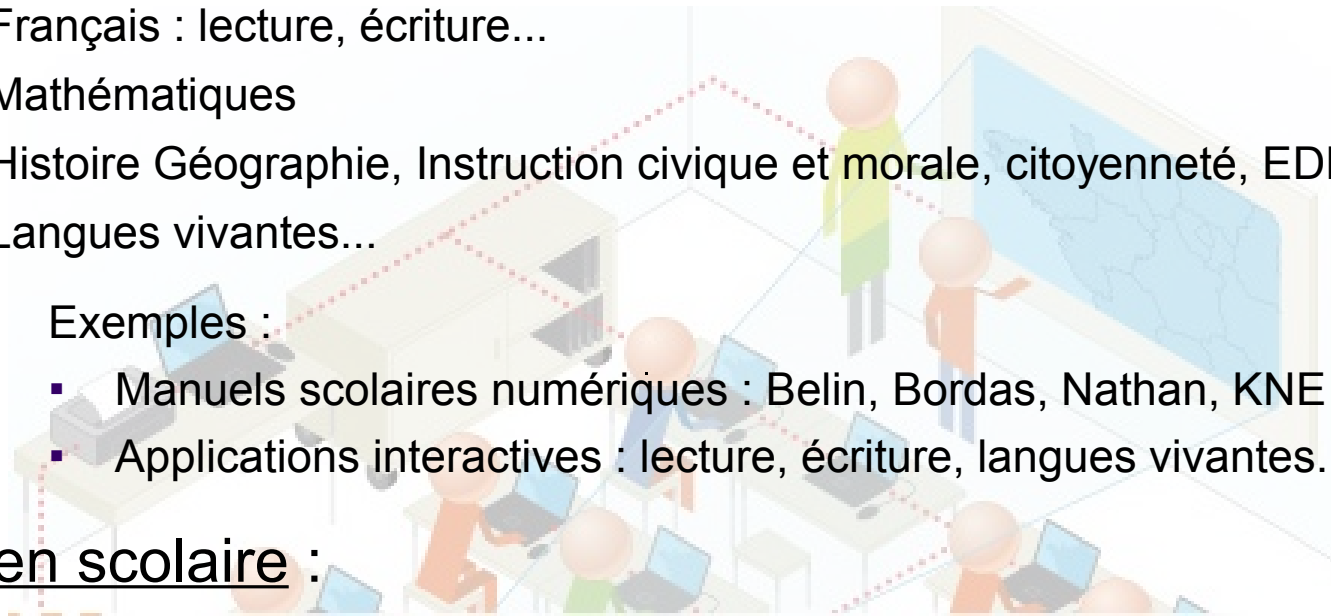 Français : lecture, écriture...
Mathématiques
Histoire Géographie, Instruction civique et morale, citoyenneté,
Langues vivantes...
Exemples :
▪ Manuels scolaires numériques : Belin, Bordas, Nathan, KNE
▪ Applications interactives : lecture, écriture, langues vivantes.
en scolaire :